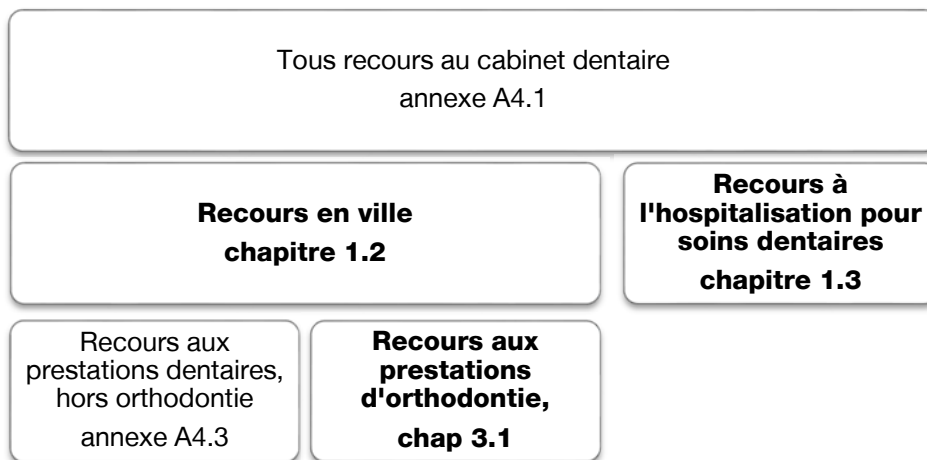 Tous recours au cabinet dentaire
annexe A4.1
Recours en ville
chapitre 1.2
Recours à
l'hospitalisation pour
soins dentaires
chapitre 1.3
Recours aux
prestations dentaires,
hors orthodontie
annexe A4.3
Recours aux
prestations
d'orthodontie,
chap 3.1